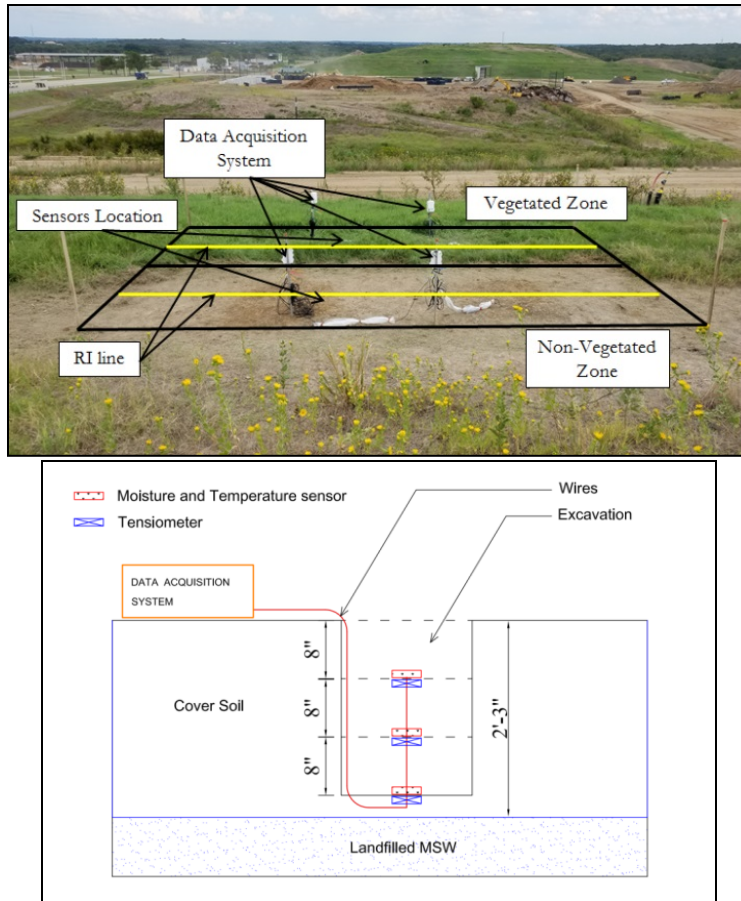 Data Acquisition
System
Sensors Location
Vegetated Zone
RI line
Non-Vegetated
Zone
Moisture and Temperature sensor
Tensiometer
Wires
Excavation
DATA ACQUISITION
SYSTEM
8"
Cover Soil
8"
2'-3"
8"
Landfilled MSW